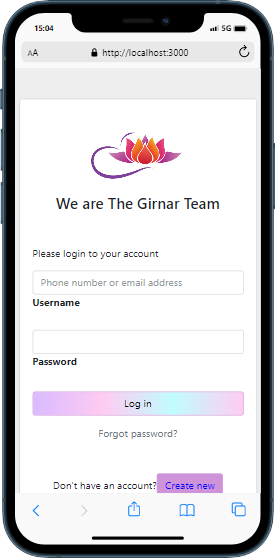 15:04
5G
AA
http://localhost:3000
We are The Girnar Team
Please login to your account
Phone number or email address
Username
Password
Log in
Forgot password?
Don't have an account? Create new